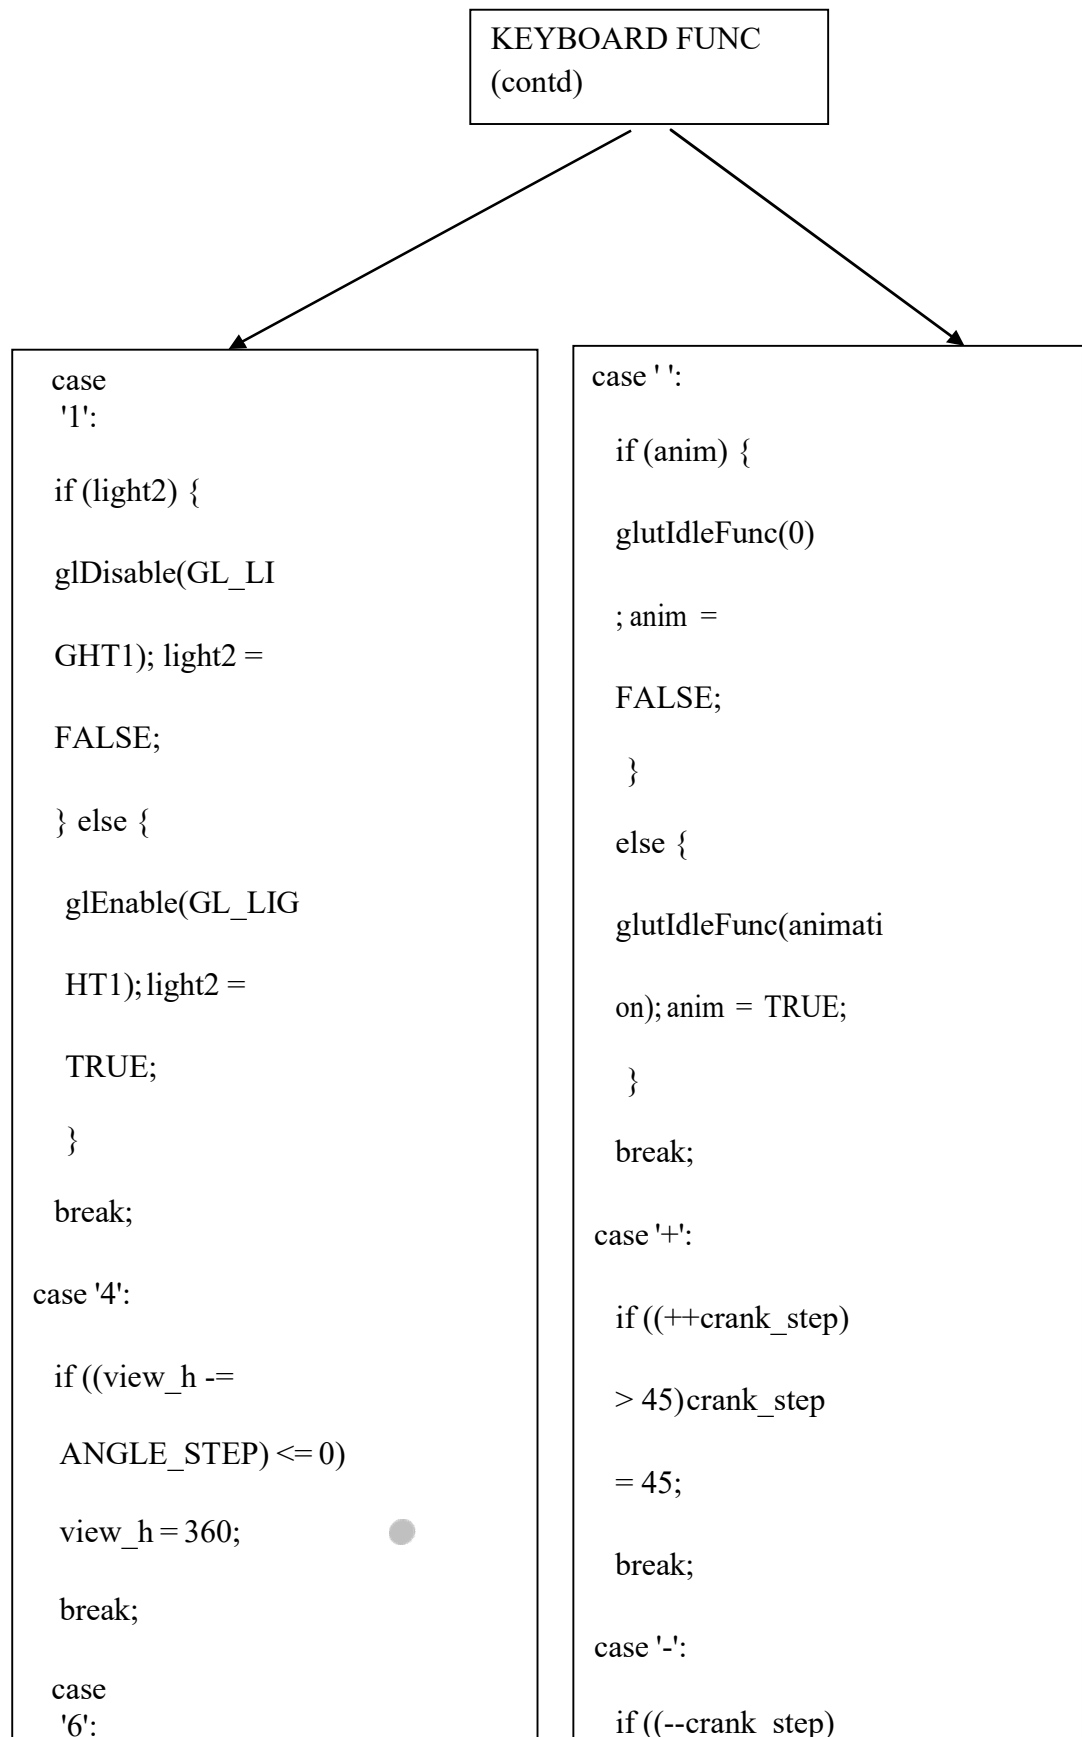 KEYBOARD FUNC
(contd)
case
'1':
if (light2) {
glDisable(GL_LI
GHT1); light2 =
FALSE;
} else {
glEnable(GL_LIG
HT1); light2 =
TRUE;
}
break;
case '4':
if ((view_h -=
ANGLE_STEP) <= 0)
view_h = 360;
break;
case
'6':
case ' ':
if (anim) {
glutIdleFunc(0)
; anim =
FALSE;
}
else {
glutIdleFunc(animati
on); anim = TRUE;
}
break;
case '+':
if ((++crank_step)
> 45) crank_step
= 45;
break;
case '-':
if ((--crank_step)